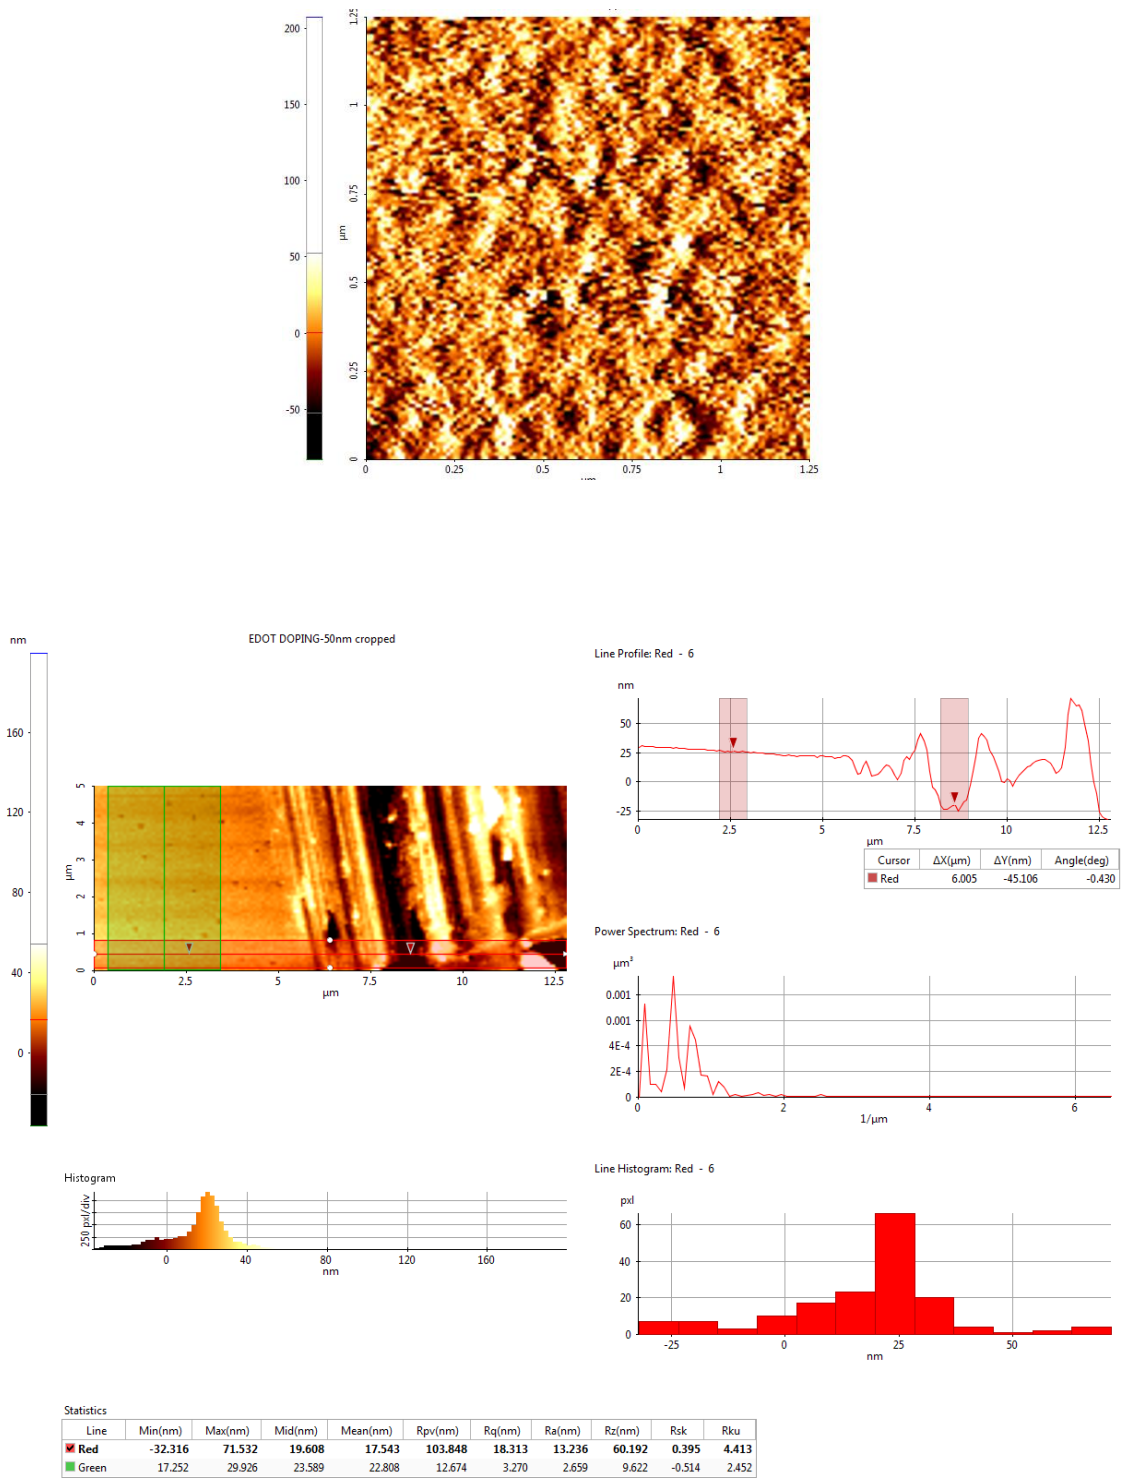 200
150
100
50
0
-50
µm
1.25
1
0.75
0.5
0.25
0
0
0.25
0.5
0.75
1
1.25
nm
EDOT DOPING-50nm cropped
160
120
80
40
0
µm
5
4
3
2
1
0
0
2.5
5
7.5
10
12.5
µm
Line Profile: Red - 6
nm
50
25
0
-25
0
2.5
5
7.5
10
12.5
µm
Cursor ΔX(µm) ΔY(nm) Angle(deg)
Red 6.005 -45.106 -0.430
Power Spectrum: Red - 6
µm³
0.001
0.001
4E-4
2E-4
0
0
2
4
6
1/µm
Histogram
250 pxl/div
0
40
80
120
160
nm
Line Histogram: Red - 6
pxl
60
40
20
0
-25
0
25
50
nm
Statistics
Line Min(nm) Max(nm) Mid(nm) Mean(nm) Rpv(nm) Rq(nm) Ra(nm) Rz(nm) Rsk Rku
Red -32.316 71.532 19.608 17.543 103.848 18.313 13.236 60.192 0.395 4.413
Green 17.252 29.926 23.589 22.808 12.674 3.270 2.659 9.622 -0.514 2.452